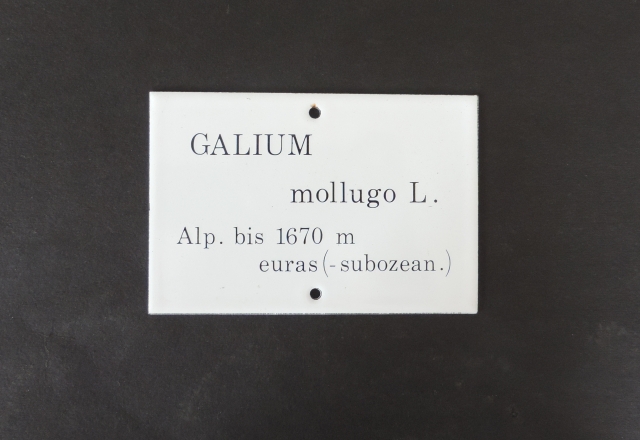 GALIUM
mollugo L.
Alp. bis 1670 m
euras(-subozean.)